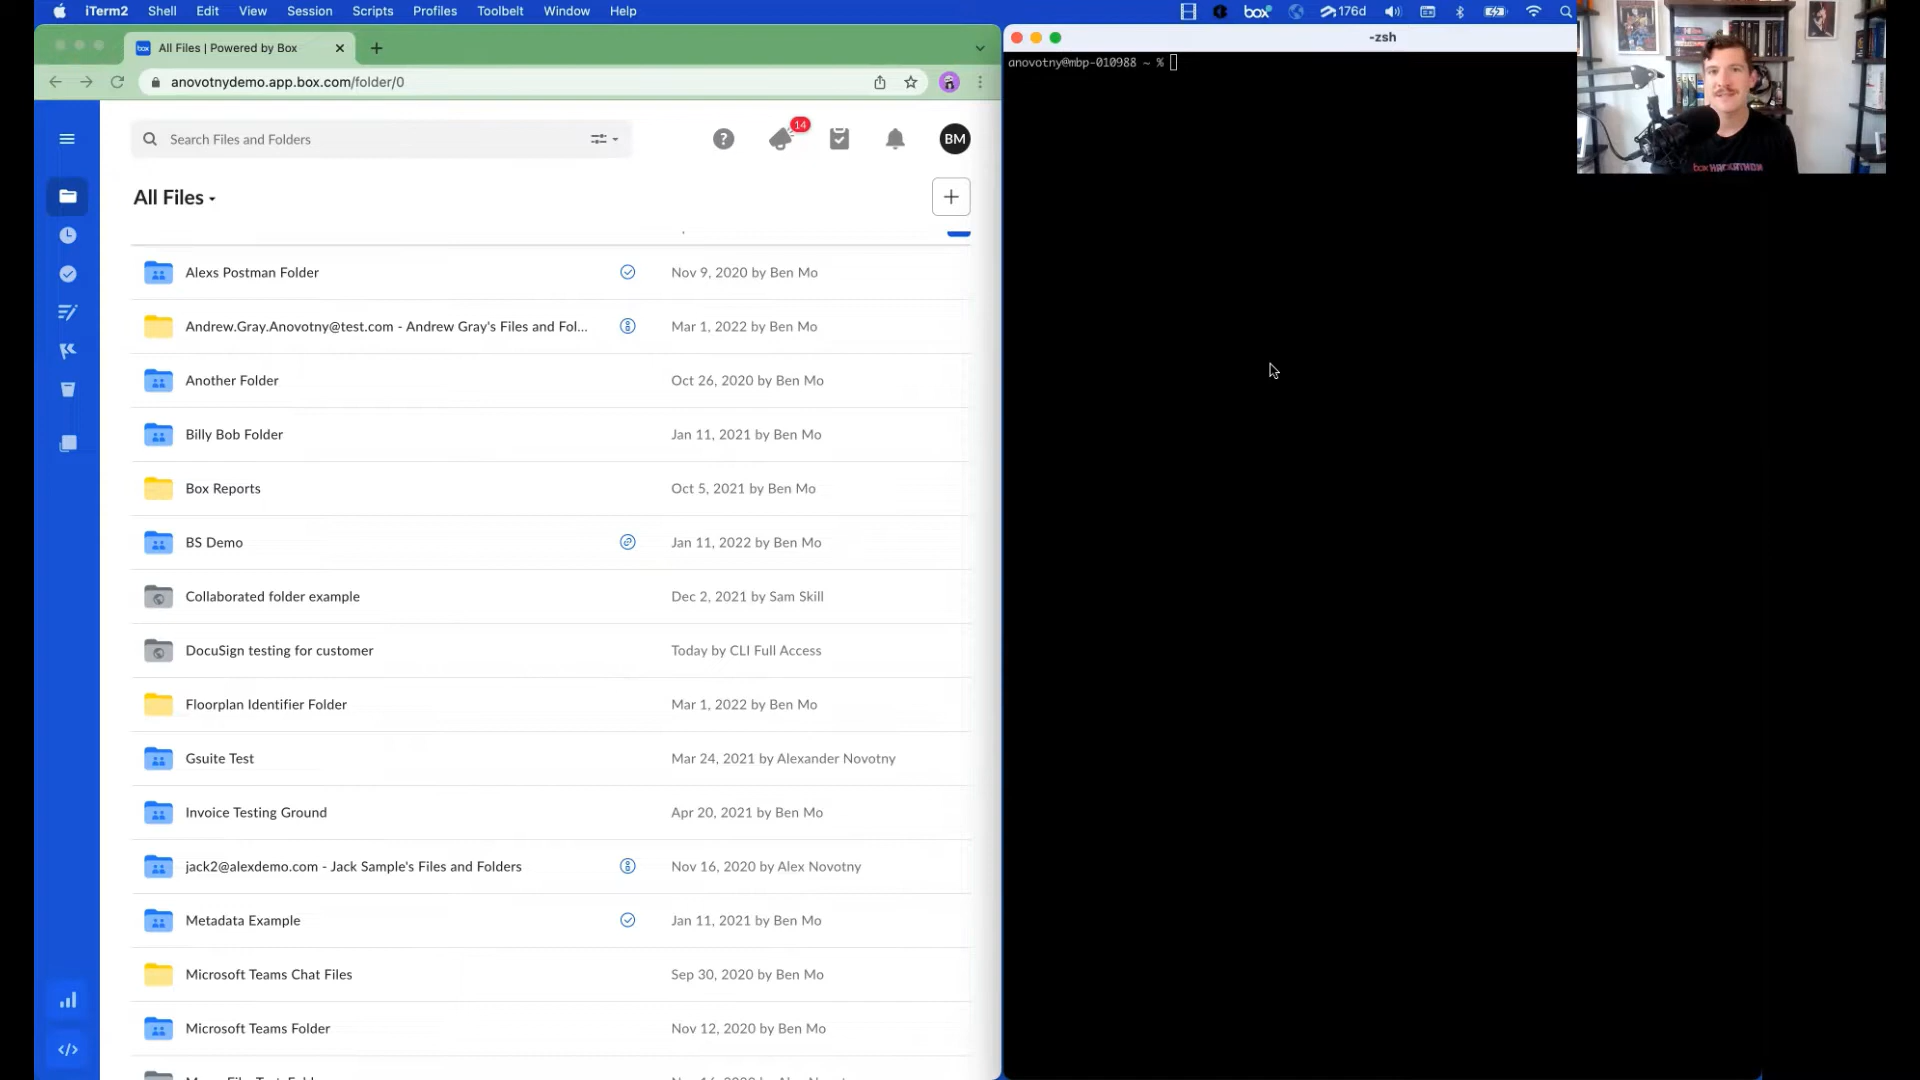 iTerm2 Shell Edit View Session Scripts Profiles Toolbelt Window Help
box 176d
box All Files | Powered by Box
anovotnydemo.app.box.com/folder/0
Search Files and Folders
14
BM
All Files
Alexs Postman Folder Nov 9, 2020 by Ben Mo
Andrew.Gray.Anovotny@test.com - Andrew Gray's Files and Fol... Mar 1, 2022 by Ben Mo
Another Folder Oct 26, 2020 by Ben Mo
Billy Bob Folder Jan 11, 2021 by Ben Mo
Box Reports Oct 5, 2021 by Ben Mo
BS Demo Jan 11, 2022 by Ben Mo
Collaborated folder example Dec 2, 2021 by Sam Skill
DocuSign testing for customer Today by CLI Full Access
Floorplan Identifier Folder Mar 1, 2022 by Ben Mo
Gsuite Test Mar 24, 2021 by Alexander Novotny
Invoice Testing Ground Apr 20, 2021 by Ben Mo
jack2@alexdemo.com - Jack Sample's Files and Folders Nov 16, 2020 by Alex Novotny
Metadata Example Jan 11, 2021 by Ben Mo
Microsoft Teams Chat Files Sep 30, 2020 by Ben Mo
Microsoft Teams Folder Nov 12, 2020 by Ben Mo
-zsh
anovotny@mbp-010988 ~ %
box HACKATHON